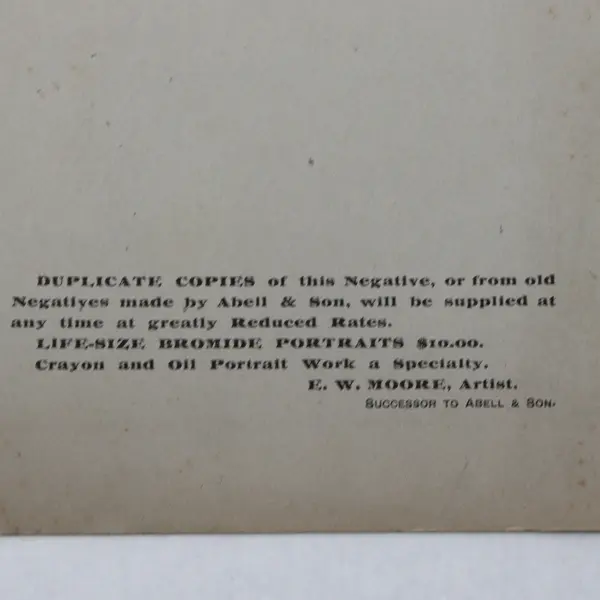 DUPLICATE COPIES of this Negative, or from old
Negatives made by Abell & Son, will be supplied at
any time at greatly Reduced Rates.
LIFE-SIZE BROMIDE PORTRAITS $10.00.
Crayon and Oil Portrait Work a Specialty.
E. W. MOORE, Artist.
SUCCESSOR TO ABELL & SON.